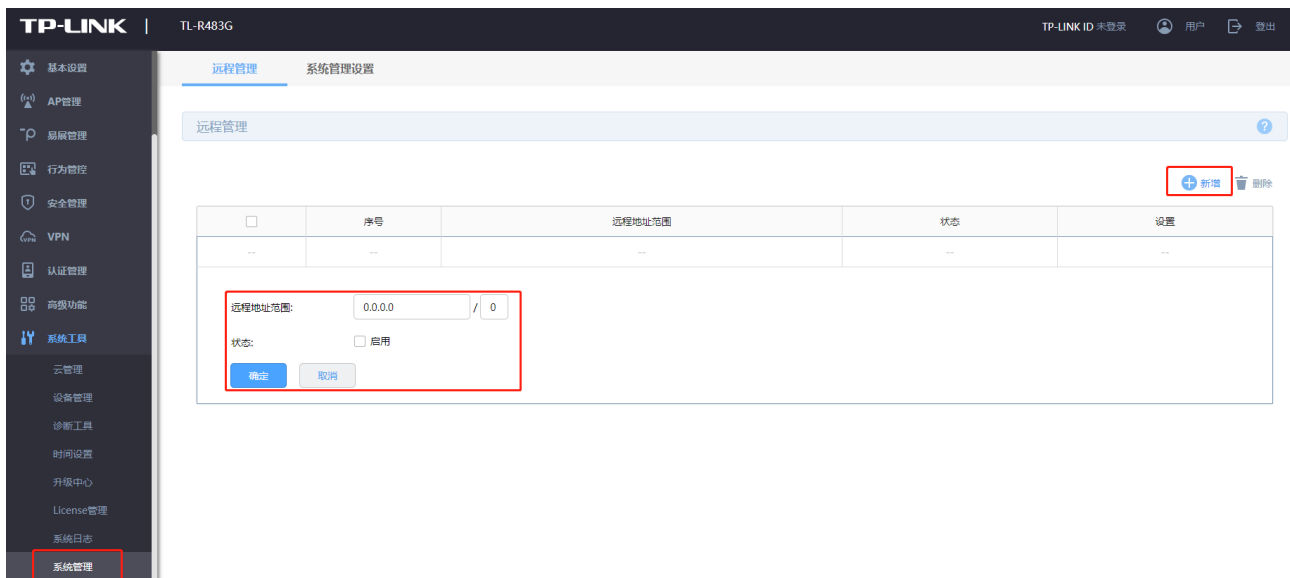 TP-LINK | TL-R483G TP-LINK ID 未登录 用户 登出
基本设置
AP管理
易展管理
行为管控
安全管理
VPN
认证管理
高级功能
系统工具
云管理
设备管理
诊断工具
时间设置
升级中心
License管理
系统日志
系统管理
远程管理 系统管理设置
远程管理 ?
新增 删除
序号 远程地址范围 状态 设置
-- -- -- -- --
远程地址范围: 0.0.0.0 / 0
状态: 启用
确定 取消